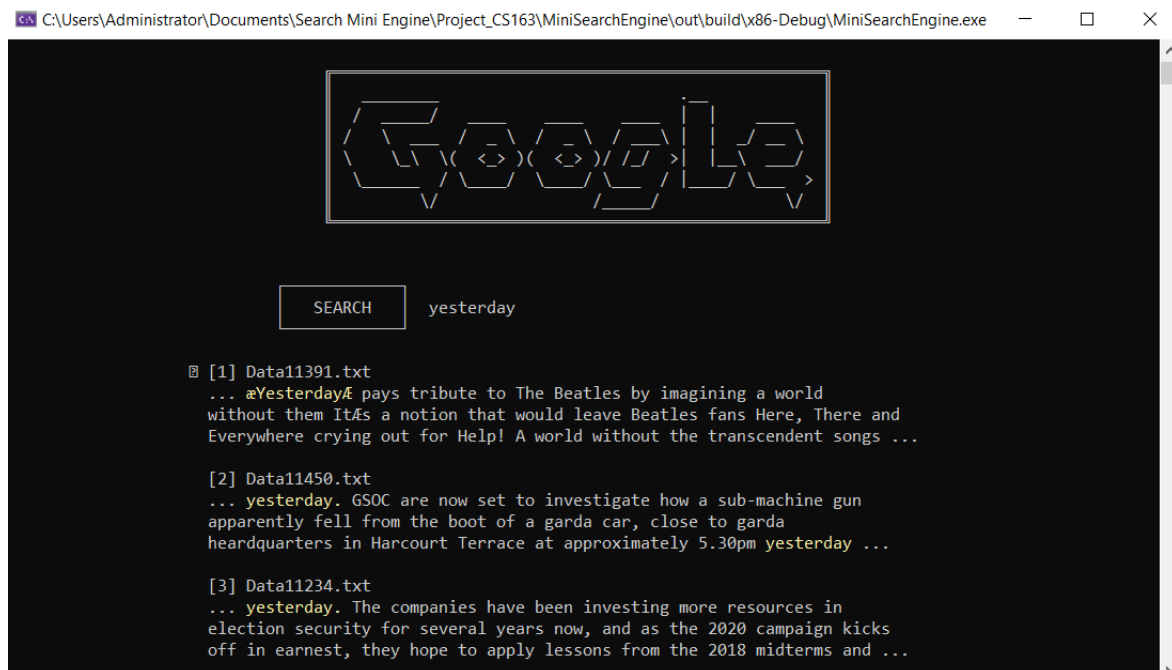 C:\Users\Administrator\Documents\Search Mini Engine\Project_CS163\MiniSearchEngine\out\build\x86-Debug\MiniSearchEngine.exe
Google
SEARCH yesterday
[1] Data11391.txt
... æYesterdayÆ pays tribute to The Beatles by imagining a world
without them ItÆs a notion that would leave Beatles fans Here, There and
Everywhere crying out for Help! A world without the transcendent songs ...
[2] Data11450.txt
... yesterday. GSOC are now set to investigate how a sub-machine gun
apparently fell from the boot of a garda car, close to garda
heardquarters in Harcourt Terrace at approximately 5.30pm yesterday ...
[3] Data11234.txt
... yesterday. The companies have been investing more resources in
election security for several years now, and as the 2020 campaign kicks
off in earnest, they hope to apply lessons from the 2018 midterms and ...